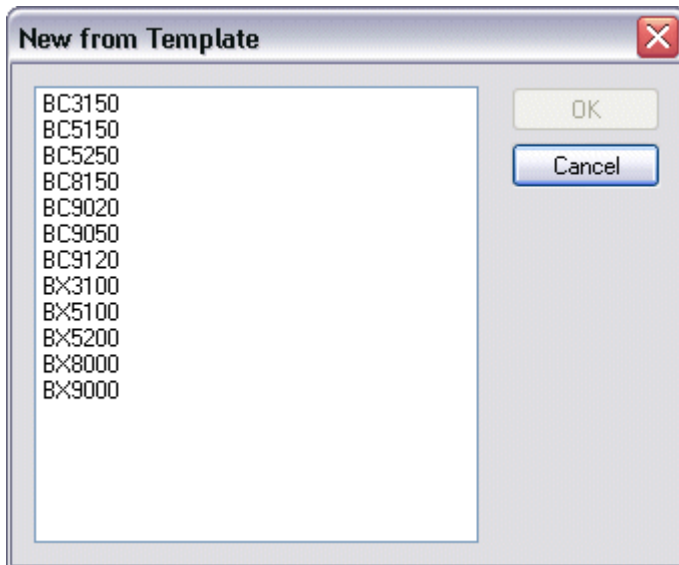 New from Template
BC3150
OK
BC5150
Cancel
BC5250
BC8150
BC9020
BC9050
BC9120
BX3100
BX5100
BX5200
BX8000
BX9000